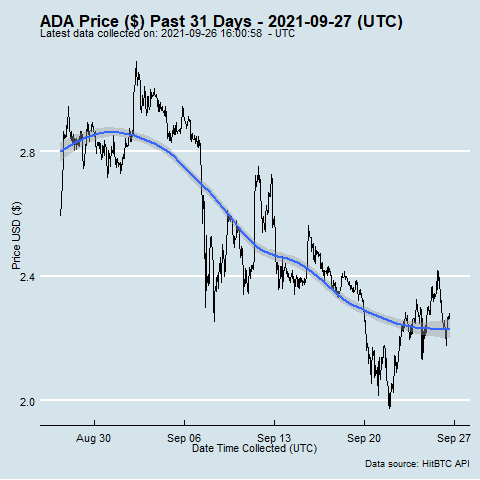 ADA Price ($) Past 31 Days - 2021-09-27 (UTC)
Latest data collected on: 2021-09-26 16:00:58 - UTC
Price USD ($)
2.8
2.4
2.0
Aug 30 Sep 06 Sep 13 Sep 20 Sep 27
Date Time Collected (UTC)
Data source: HitBTC API